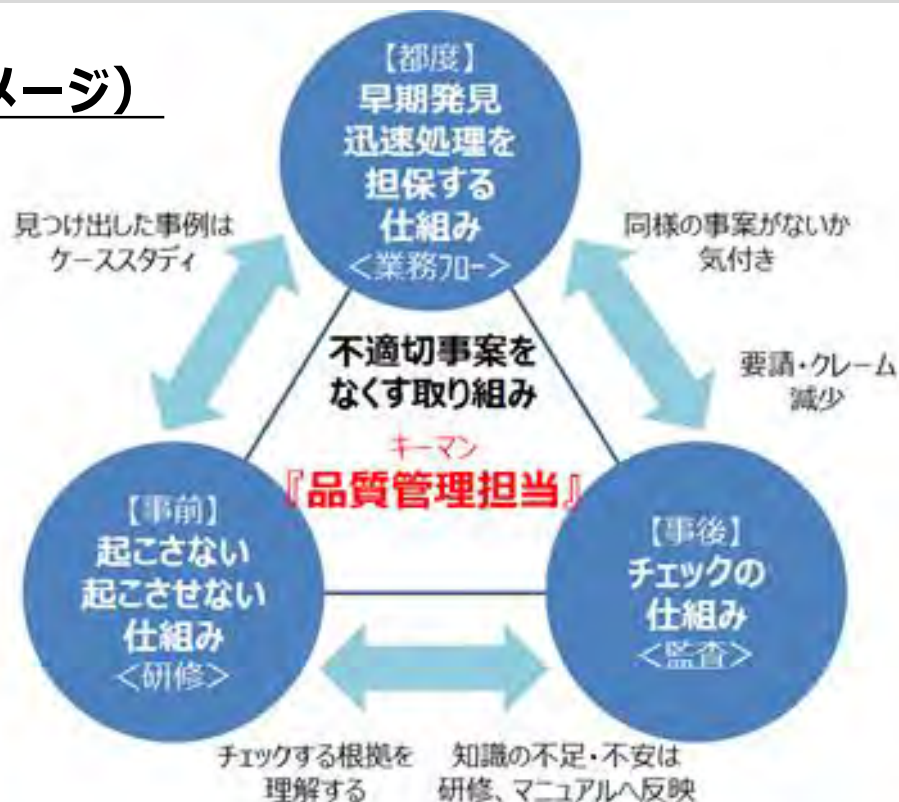 メージ）
【都度】
早期発見
迅速処理を
担保する
仕組み
＜業務ﾌﾛｰ＞
見つけ出した事例は
ケーススタディ
同様の事案がないか
気付き
要請・クレーム
減少
不適切事案を
なくす取り組み
キーマン
『品質管理担当』
【事前】
起こさない
起こさせない
仕組み
＜研修＞
【事後】
チェックの
仕組み
＜監査＞
チェックする根拠を
理解する
知識の不足・不安は
研修、マニュアルへ反映